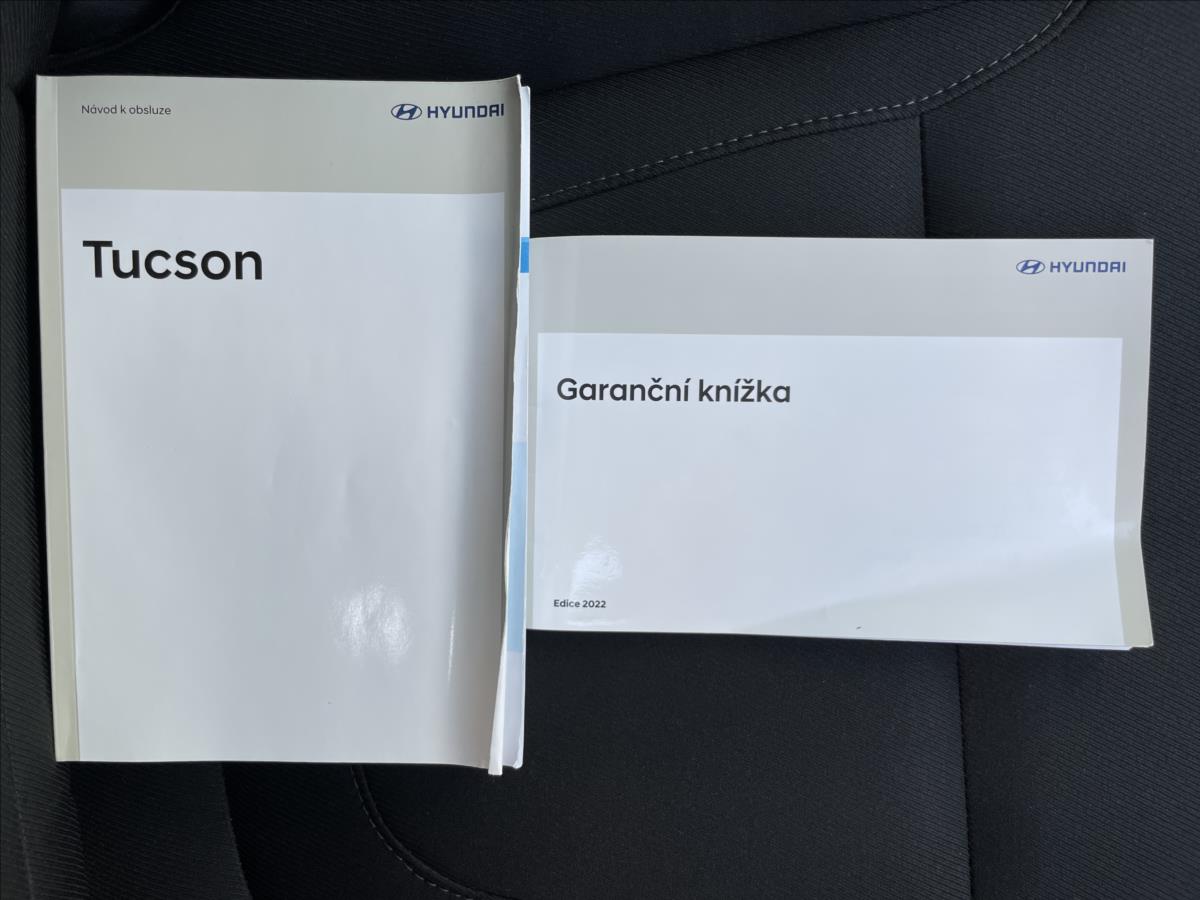 Návod k obsluze
HYUNDAI
Tucson
HYUNDAI
Garanční knížka
Edice 2022